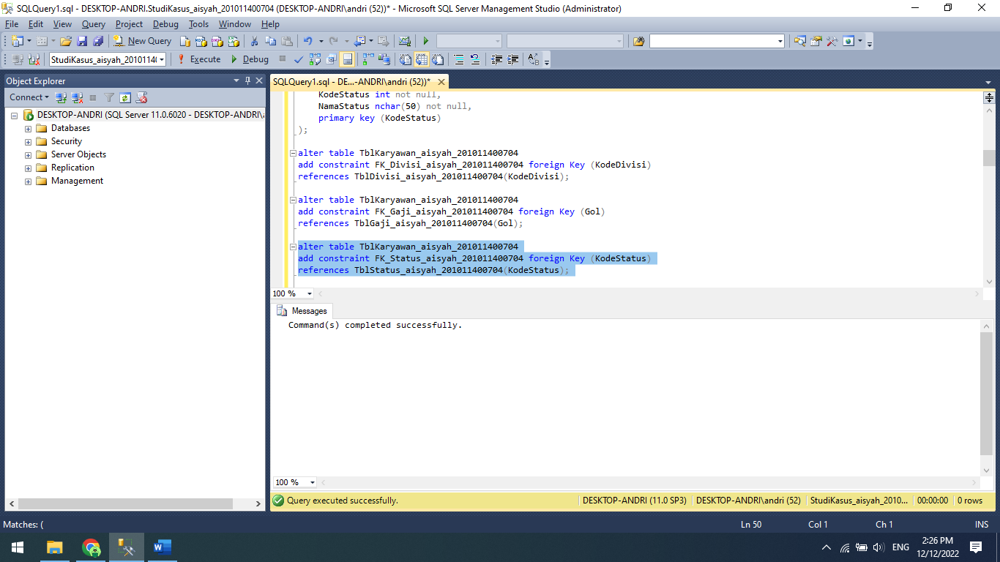 SQLQuery1.sql - DESKTOP-ANDRI.StudiKasus_aisyah_201011400704 (DESKTOP-ANDRI\andri (52))* - Microsoft SQL Server Management Studio (Administrator)
File Edit View Query Project Debug Tools Window Help
New Query
StudiKasus_aisyah_2010114( Execute Debug
Object Explorer
Connect
DESKTOP-ANDRI (SQL Server 11.0.6020 - DESKTOP-ANDRI\
Databases
Security
Server Objects
Replication
Management
SQLQuery1.sql - DE...-ANDRI\andri (52))*
KodeStatus int not null,
NamaStatus nchar(50) not null,
primary key (KodeStatus)
);
alter table TblKaryawan_aisyah_201011400704
add constraint FK_Divisi_aisyah_201011400704 foreign Key (KodeDivisi)
references TblDivisi_aisyah_201011400704(KodeDivisi);
alter table TblKaryawan_aisyah_201011400704
add constraint FK_Gaji_aisyah_201011400704 foreign Key (Gol)
references TblGaji_aisyah_201011400704(Gol);
alter table TblKaryawan_aisyah_201011400704
add constraint FK_Status_aisyah_201011400704 foreign Key (KodeStatus)
references TblStatus_aisyah_201011400704(KodeStatus);
100 %
Messages
Command(s) completed successfully.
100 %
Query executed successfully. DESKTOP-ANDRI (11.0 SP3) DESKTOP-ANDRI\andri (52) StudiKasus_aisyah_2010... 00:00:00 0 rows
Matches: ( Ln 50 Col 1 Ch 1 INS
ENG
2:26 PM
12/12/2022